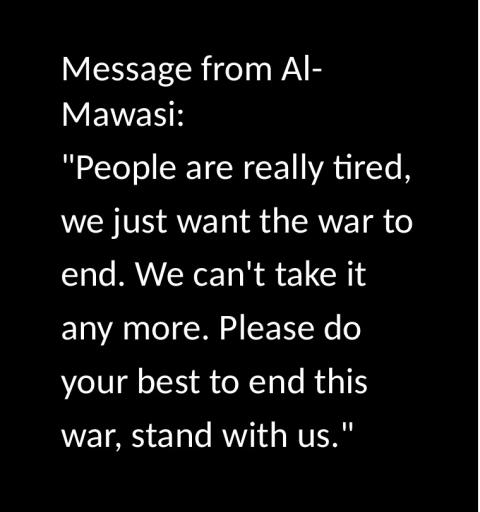 Message from Al-
Mawasi:
"People are really tired,
we just want the war to
end. We can't take it
any more. Please do
your best to end this
war, stand with us."